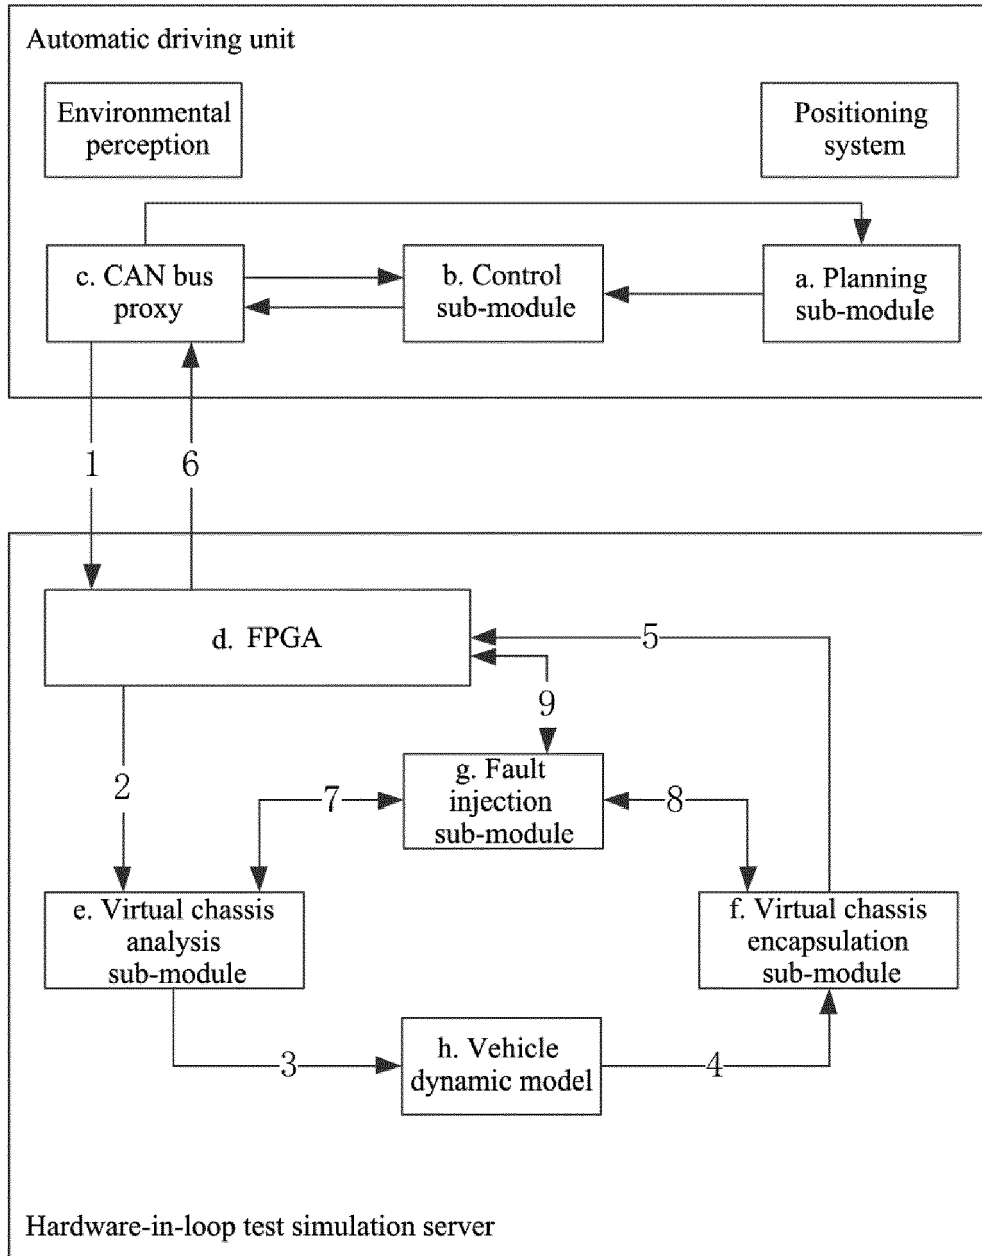 Automatic driving unit
Environmental
perception
Positioning
system
c. CAN bus
proxy
b. Control
sub-module
a. Planning
sub-module
1
6
d. FPGA
5
9
2
g. Fault
injection
sub-module
7
8
e. Virtual chassis
analysis
sub-module
f. Virtual chassis
encapsulation
sub-module
3
h. Vehicle
dynamic model
4
Hardware-in-loop test simulation server